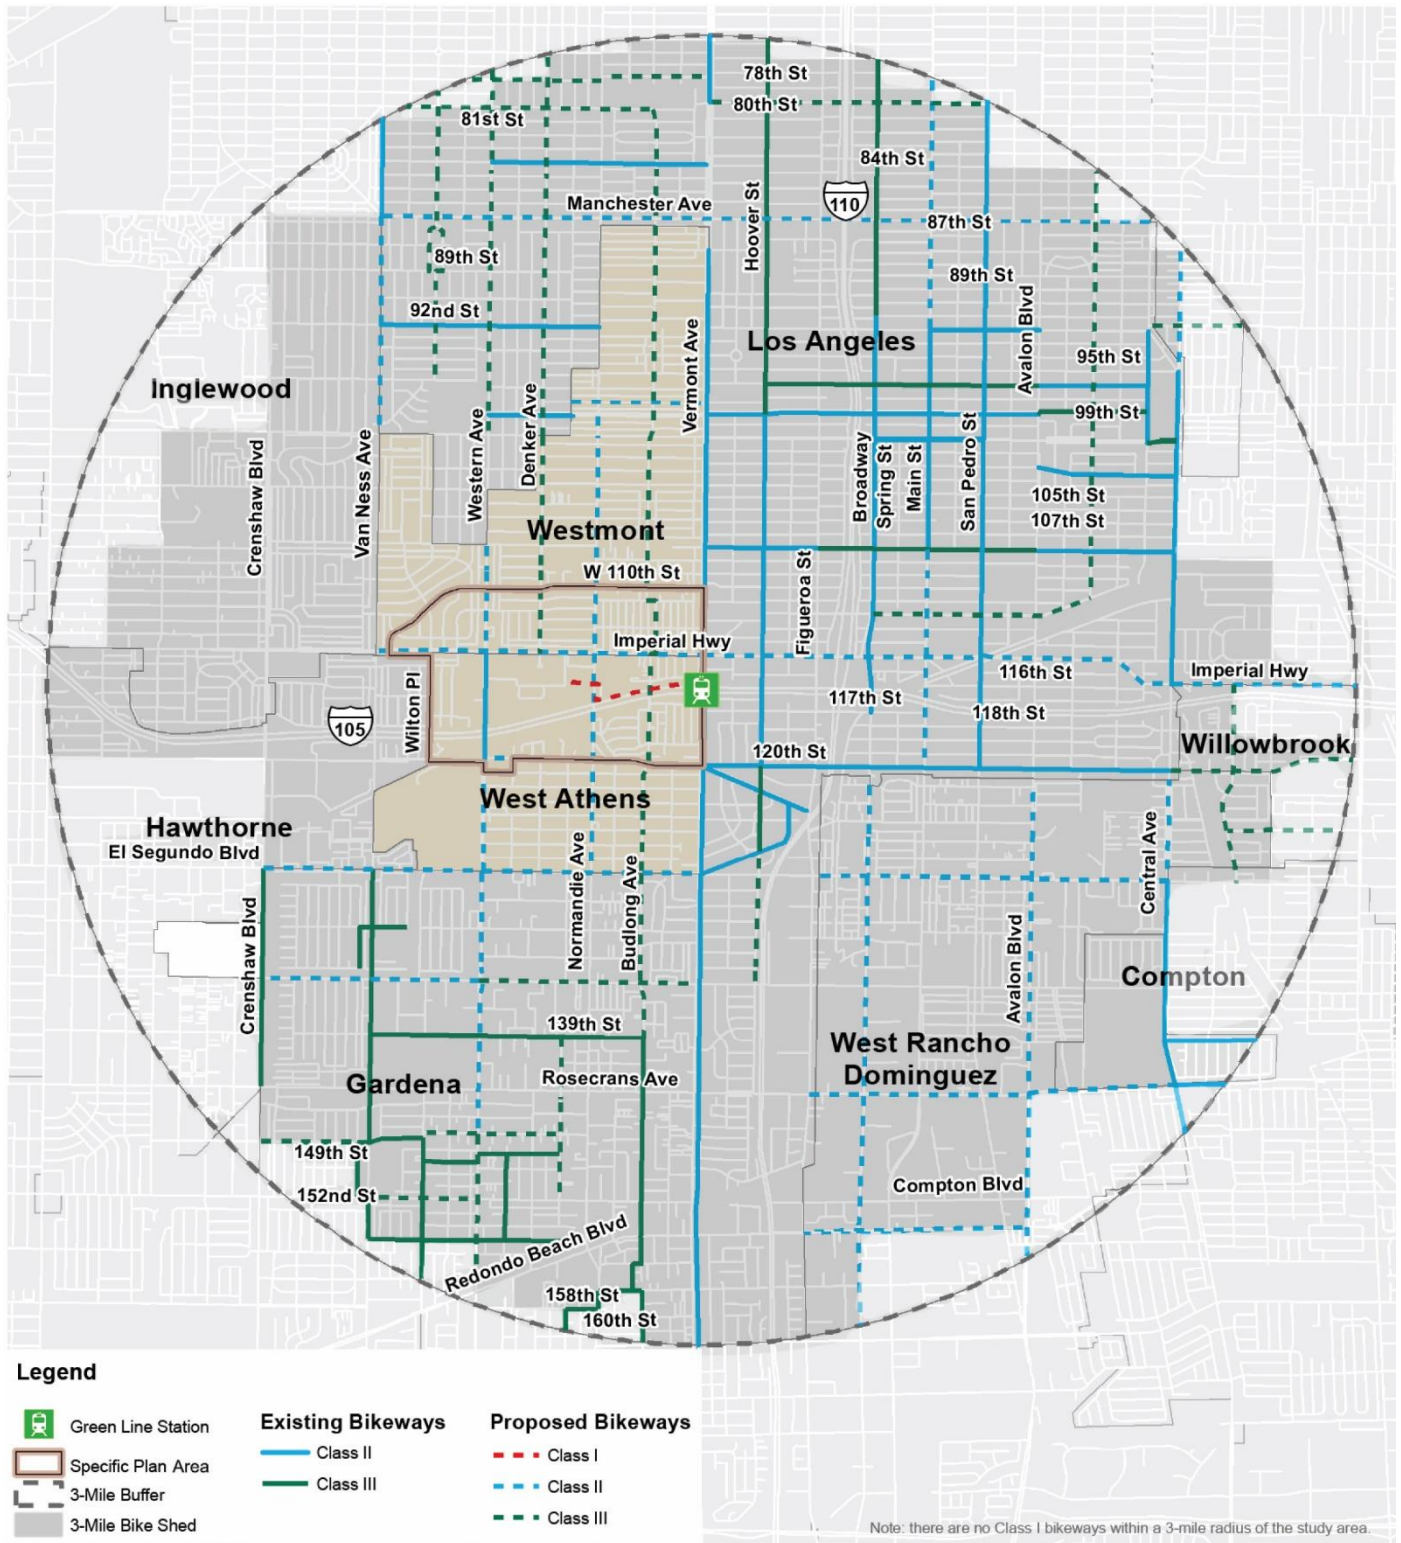 78th St
80th St
81st St
84th St
Manchester Ave
Hoover St
110
87th St
89th St
89th St
92nd St
Vermont Ave
Los Angeles
Avalon Blvd
95th St
Inglewood
99th St
Crenshaw Blvd
Van Ness Ave
Western Ave
Denker Ave
Broadway
Spring St
Main St
San Pedro St
105th St
107th St
Westmont
W 110th St
Figueroa St
Imperial Hwy
116th St
Imperial Hwy
117th St
118th St
Wilton Pl
105
120th St
Willowbrook
West Athens
Hawthorne
El Segundo Blvd
Normandie Ave
Budlong Ave
Central Ave
Crenshaw Blvd
Avalon Blvd
Compton
139th St
West Rancho
Dominguez
Gardena
Rosecrans Ave
149th St
152nd St
Compton Blvd
Redondo Beach Blvd
158th St
160th St
Legend
Green Line Station
Specific Plan Area
3-Mile Buffer
3-Mile Bike Shed
Existing Bikeways
Class II
Class III
Proposed Bikeways
Class I
Class II
Class III
Note: there are no Class I bikeways within a 3-mile radius of the study area.